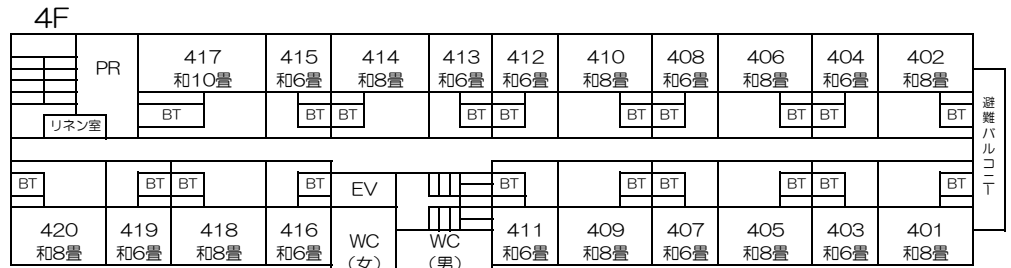 4F
PR
417
和10畳
415
和6畳
414
和8畳
413
和6畳
412
和6畳
410
和8畳
408
和6畳
406
和8畳
404
和6畳
402
和8畳
BT
BT
BT
BT
BT
BT
BT
BT
BT
BT
リネン室
避難バルコニー
BT
BT
BT
BT
EV
BT
BT
BT
BT
BT
BT
420
和8畳
419
和6畳
418
和8畳
416
和6畳
WC
(女)
WC
(男)
411
和6畳
409
和8畳
407
和6畳
405
和8畳
403
和6畳
401
和8畳